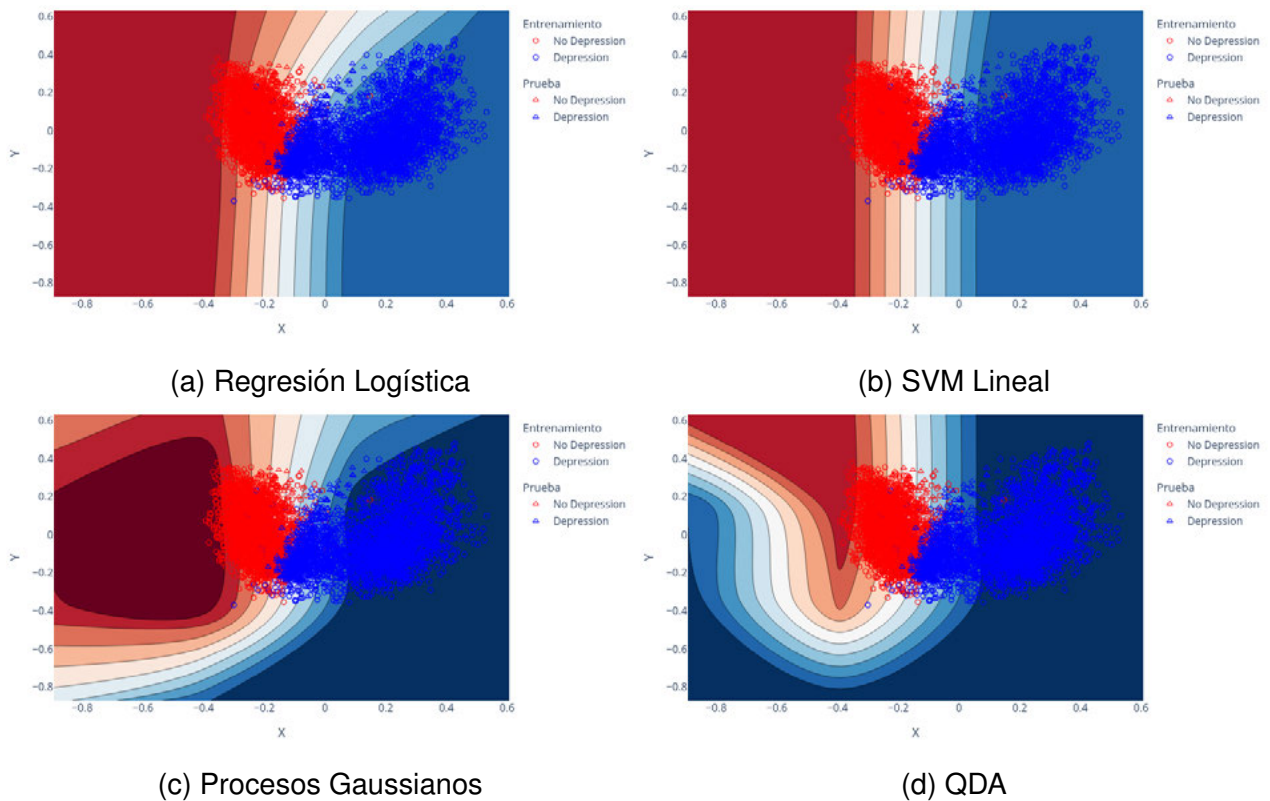 0.6
0.4
0.2
0
−0.2
−0.4
−0.6
−0.8
Y
−0.8 −0.6 −0.4 −0.2 0 0.2 0.4 0.6
X
Entrenamiento
No Depression
Depression
Prueba
No Depression
Depression
(a) Regresión Logística
0.6
0.4
0.2
0
−0.2
−0.4
−0.6
−0.8
Y
−0.8 −0.6 −0.4 −0.2 0 0.2 0.4 0.6
X
Entrenamiento
No Depression
Depression
Prueba
No Depression
Depression
(b) SVM Lineal
0.6
0.4
0.2
0
−0.2
−0.4
−0.6
−0.8
Y
−0.8 −0.6 −0.4 −0.2 0 0.2 0.4 0.6
X
Entrenamiento
No Depression
Depression
Prueba
No Depression
Depression
(c) Procesos Gaussianos
0.6
0.4
0.2
0
−0.2
−0.4
−0.6
−0.8
Y
−0.8 −0.6 −0.4 −0.2 0 0.2 0.4 0.6
X
Entrenamiento
No Depression
Depression
Prueba
No Depression
Depression
(d) QDA